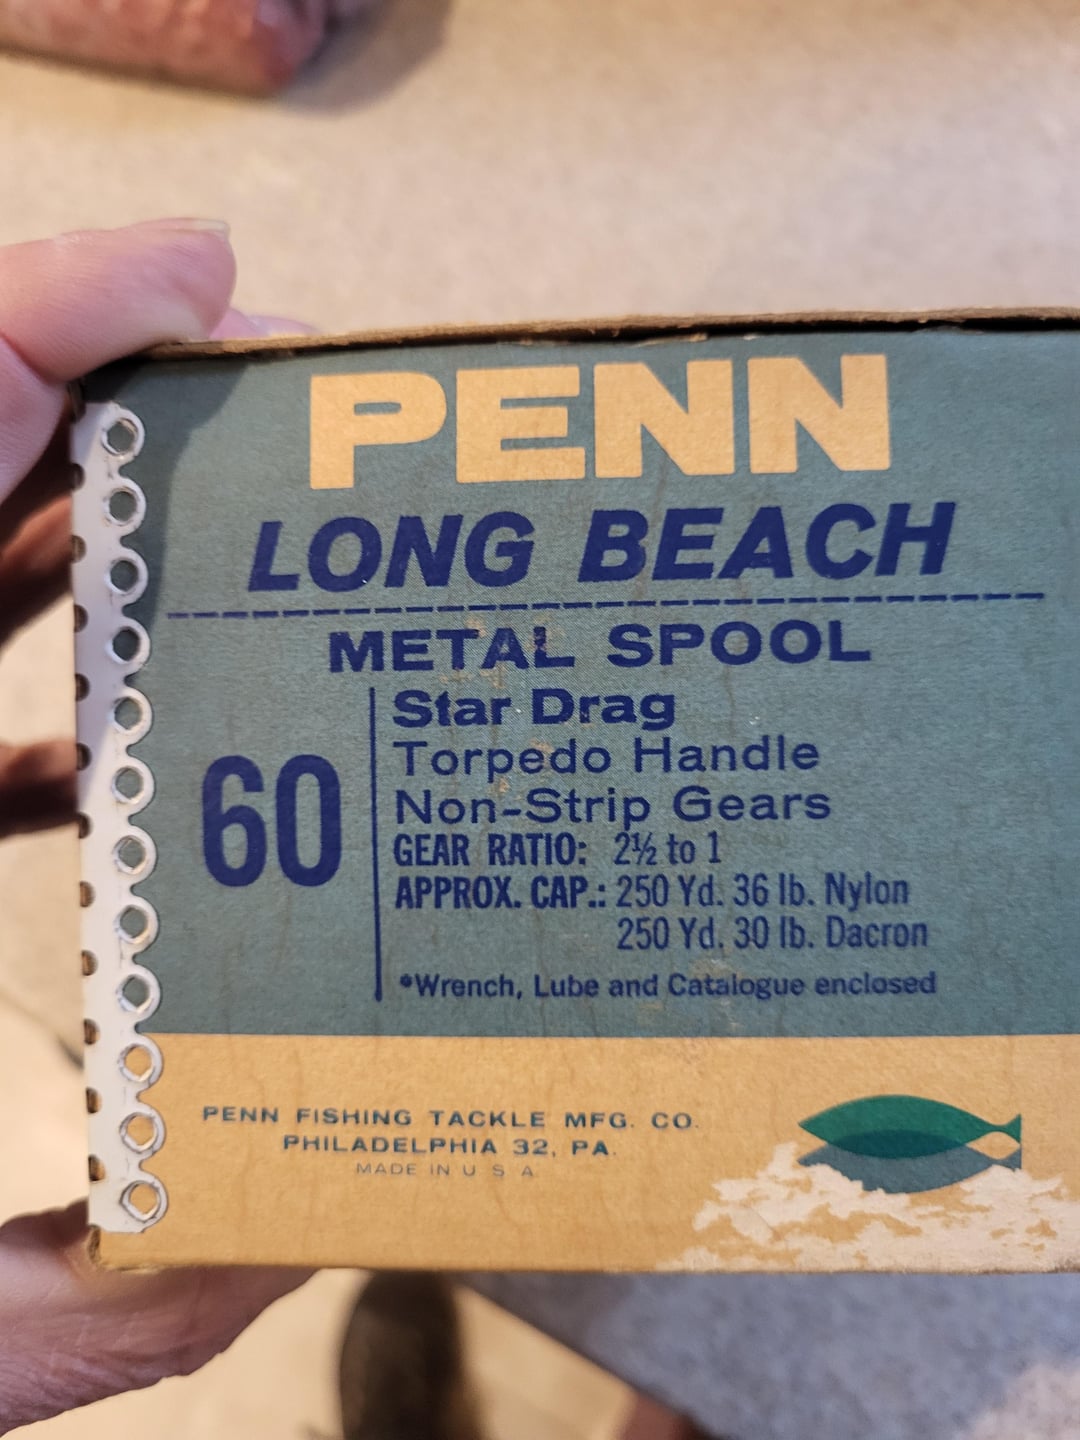 PENN
LONG BEACH
METAL SPOOL
60
Star Drag
Torpedo Handle
Non-Strip Gears
GEAR RATIO: 2½ to 1
APPROX. CAP.: 250 Yd. 36 lb. Nylon
250 Yd. 30 lb. Dacron
*Wrench, Lube and Catalogue enclosed
PENN FISHING TACKLE MFG. CO.
PHILADELPHIA 32, PA.
MADE IN U S A